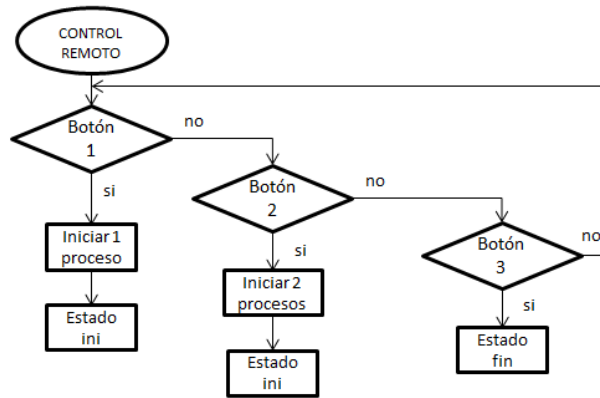 CONTROL
REMOTO
Botón
1
no
si
Iniciar 1
proceso
Estado
ini
Botón
2
no
si
Iniciar 2
procesos
Estado
ini
Botón
3
no
si
Estado
fin